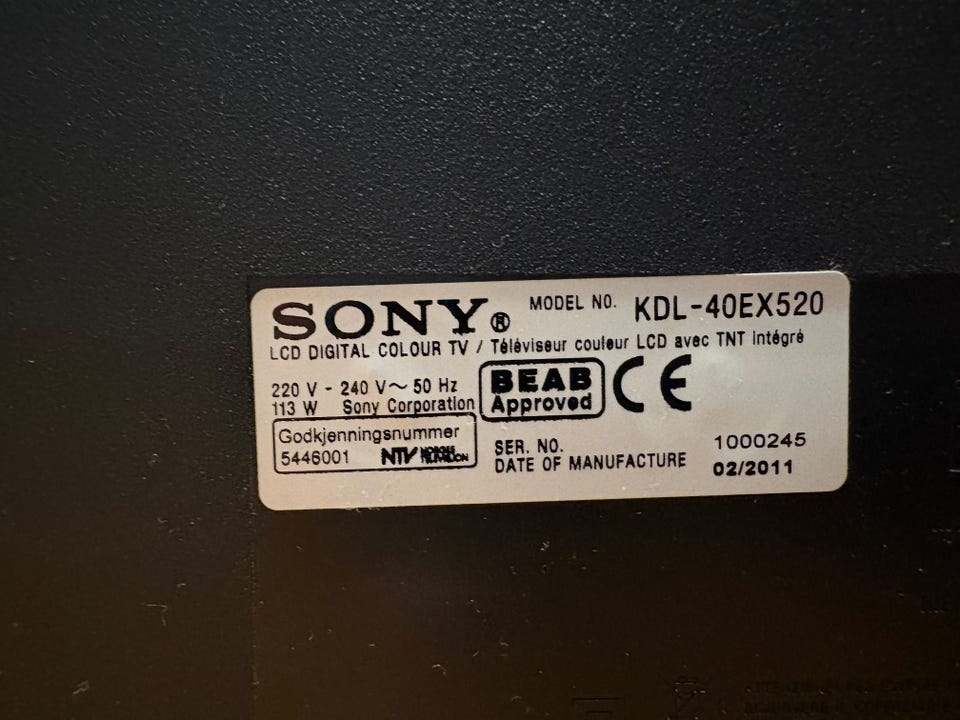 SONY® MODEL NO. KDL-40EX520
LCD DIGITAL COLOUR TV / Téléviseur couleur LCD avec TNT intégré
220 V - 240 V~ 50 Hz
113 W Sony Corporation
BEAB
Approved
CE
Godkjenningsnummer
5446001 NTV
SER. NO. 1000245
DATE OF MANUFACTURE 02/2011